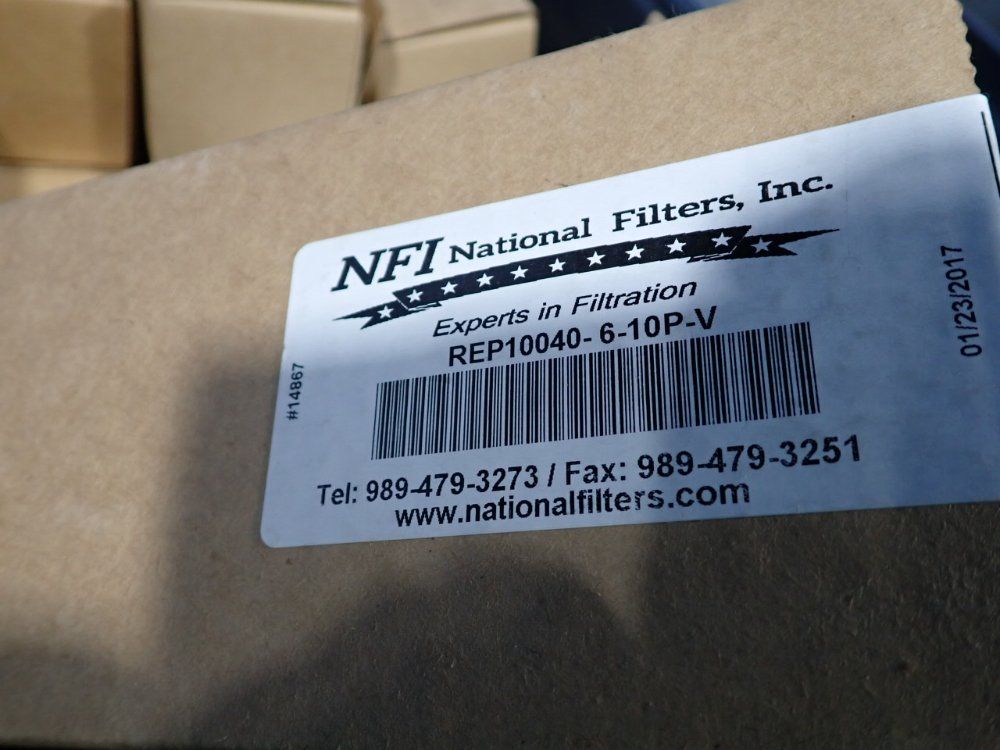 NFI National Filters, Inc.
Experts in Filtration
REP10040- 6-10P-V
#14867
01/23/2017
Tel: 989-479-3273 / Fax: 989-479-3251
www.nationalfilters.com